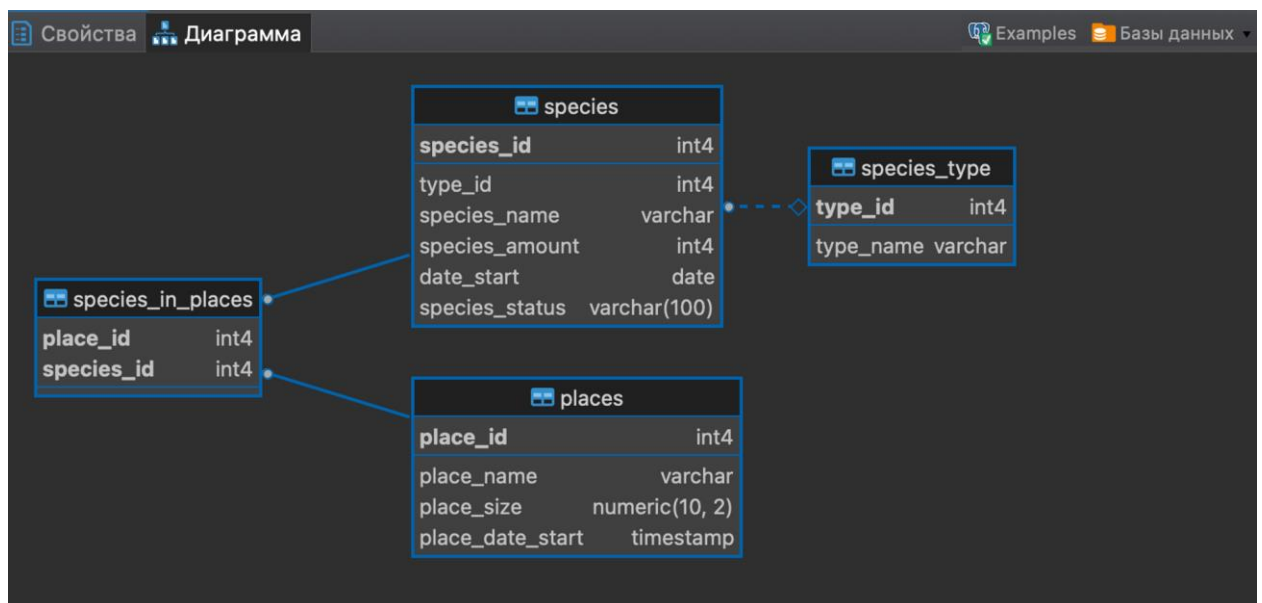 Свойства Диаграмма Examples Базы данных
species
species_id int4
type_id int4
species_name varchar
species_amount int4
date_start date
species_status varchar(100)
species_type
type_id int4
type_name varchar
species_in_places
place_id int4
species_id int4
places
place_id int4
place_name varchar
place_size numeric(10, 2)
place_date_start timestamp